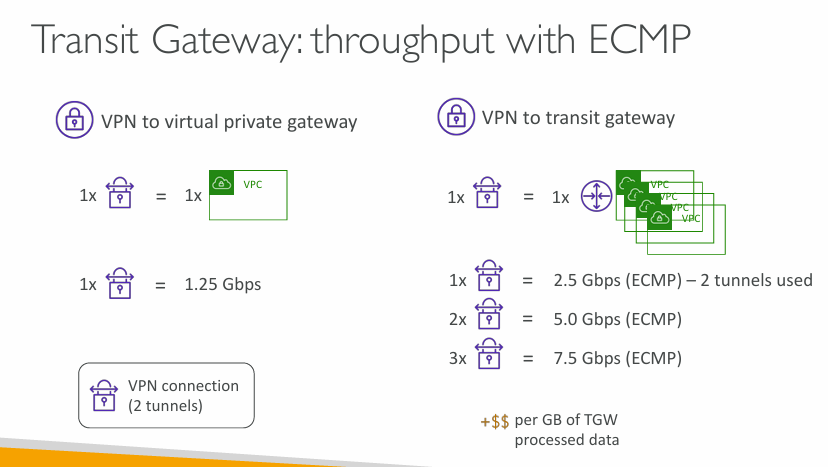 Transit Gateway: throughput with ECMP
VPN to virtual private gateway
1x = 1x VPC
1x = 1.25 Gbps
VPN connection
(2 tunnels)
VPN to transit gateway
1x = 1x VPC VPC VPC VPC
1x = 2.5 Gbps (ECMP) – 2 tunnels used
2x = 5.0 Gbps (ECMP)
3x = 7.5 Gbps (ECMP)
+$$ per GB of TGW
processed data